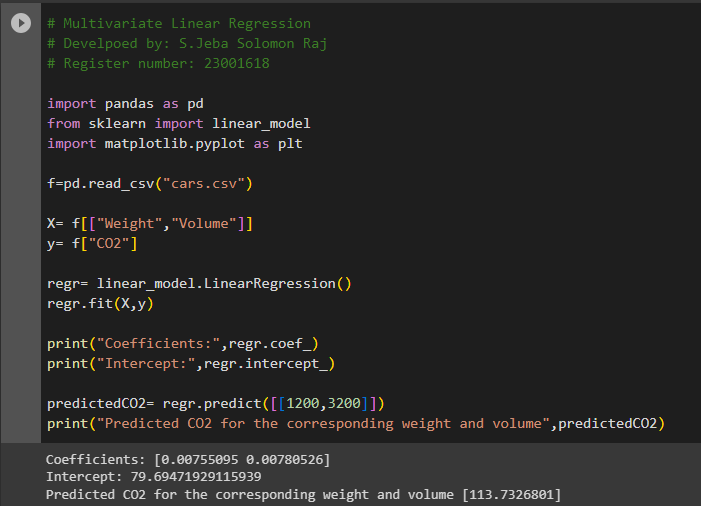 # Multivariate Linear Regression
# Develpoed by: S.Jeba Solomon Raj
# Register number: 23001618
import pandas as pd
from sklearn import linear_model
import matplotlib.pyplot as plt
f=pd.read_csv("cars.csv")
X= f[["Weight","Volume"]]
y= f["CO2"]
regr= linear_model.LinearRegression()
regr.fit(X,y)
print("Coefficients:",regr.coef_)
print("Intercept:",regr.intercept_)
predictedCO2= regr.predict([[1200,3200]])
print("Predicted CO2 for the corresponding weight and volume",predictedCO2)
Coefficients: [0.00755095 0.00780526]
Intercept: 79.69471929115939
Predicted CO2 for the corresponding weight and volume [113.7326801]